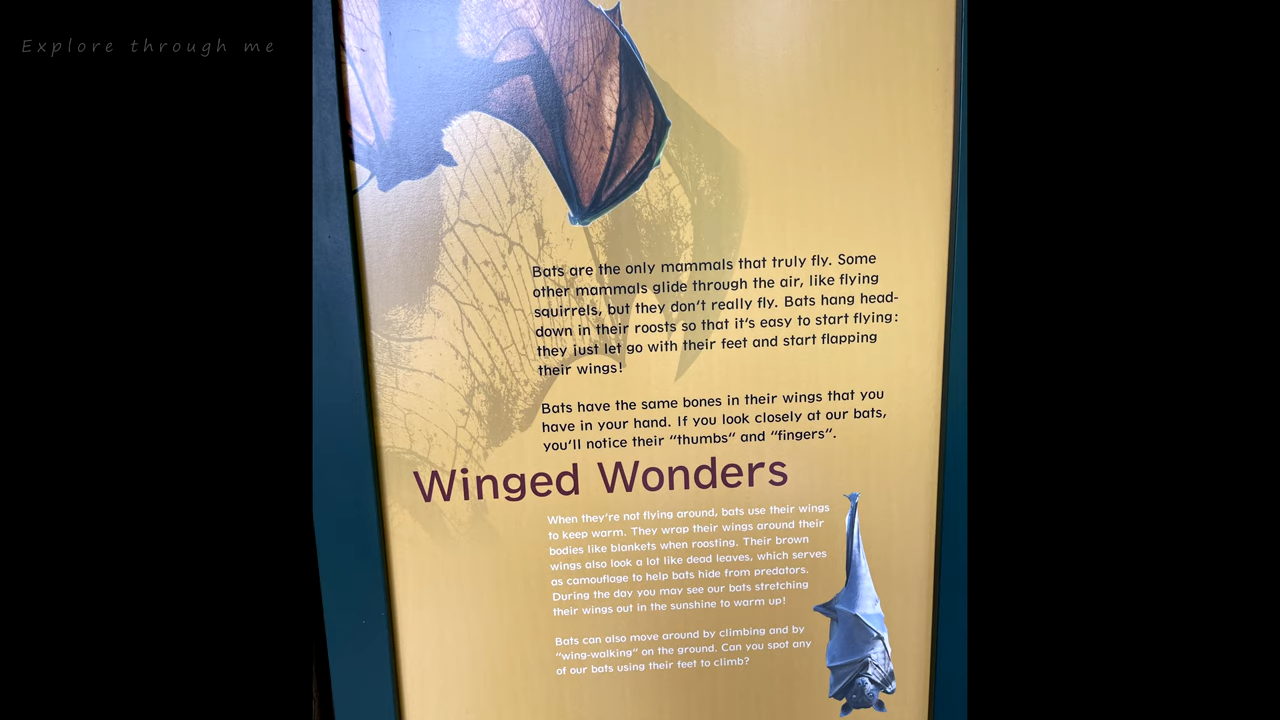 Explore through me
Bats are the only mammals that truly fly. Some
other mammals glide through the air, like flying
squirrels, but they don't really fly. Bats hang head-
down in their roosts so that it's easy to start flying:
they just let go with their feet and start flapping
their wings!
Bats have the same bones in their wings that you
have in your hand. If you look closely at our bats,
you'll notice their “thumbs” and “fingers”.
Winged Wonders
When they're not flying around, bats use their wings
to keep warm. They wrap their wings around their
bodies like blankets when roosting. Their brown
wings also look a lot like dead leaves, which serves
as camouflage to help bats hide from predators.
During the day you may see our bats stretching
their wings out in the sunshine to warm up!
Bats can also move around by climbing and by
“wing-walking” on the ground. Can you spot any
of our bats using their feet to climb?